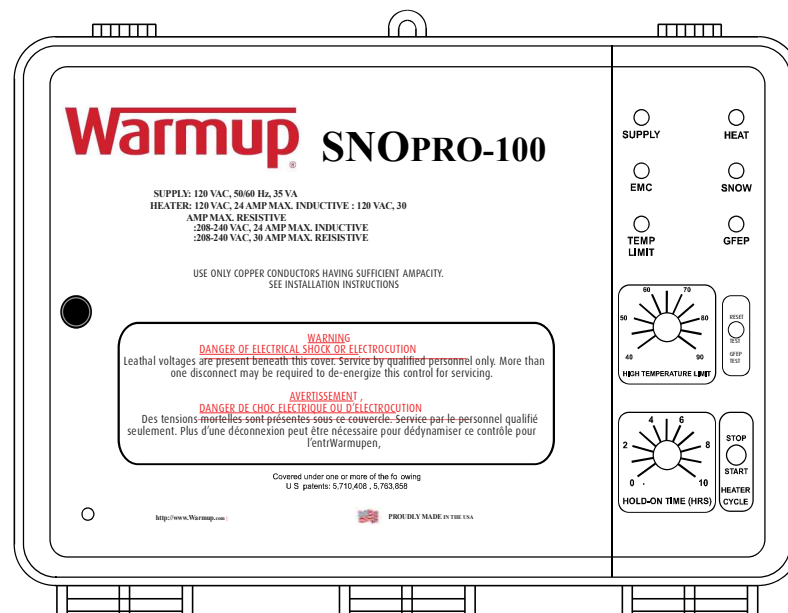 Warmup®
SNOPRO-100
SUPPLY: 120 VAC, 50/60 Hz, 35 VA
HEATER: 120 VAC, 24 AMP MAX. INDUCTIVE : 120 VAC, 30
AMP MAX. RESISTIVE
:208-240 VAC, 24 AMP MAX. INDUCTIVE
:208-240 VAC, 30 AMP MAX. REISISTIVE
USE ONLY COPPER CONDUCTORS HAVING SUFFICIENT AMPACITY.
SEE INSTALLATION INSTRUCTIONS
WARNING
DANGER OF ELECTRICAL SHOCK OR ELECTROCUTION
Leathal voltages are present beneath this cover. Service by qualified personnel only. More than
one disconnect may be required to de-energize this control for servicing.
AVERTISSEMENT ,
DANGER DE CHOC ELECTRIQUE OU D'ELECTROCUTION
Des tensions mortelles sont présentes sous ce couvercle. Service par le personnel qualifié
seulement. Plus d'une déconnexion peut être nécessaire pour dédynamiser ce contrôle pour
l'entrWarmupen,
Covered under one or more of the fo owing
U S patents: 5,710,408 , 5,763,858
http://www.Warmup.com |
PROUDLY MADE IN THE USA
SUPPLY HEAT
EMC SNOW
TEMP LIMIT GFEP
60 70
50 80
40 90
HIGH TEMPERATURE LIMIT
RESET
TEST
GFEP
TEST
4 6
2 8
0 10
HOLD-ON TIME (HRS)
STOP
START
HEATER
CYCLE